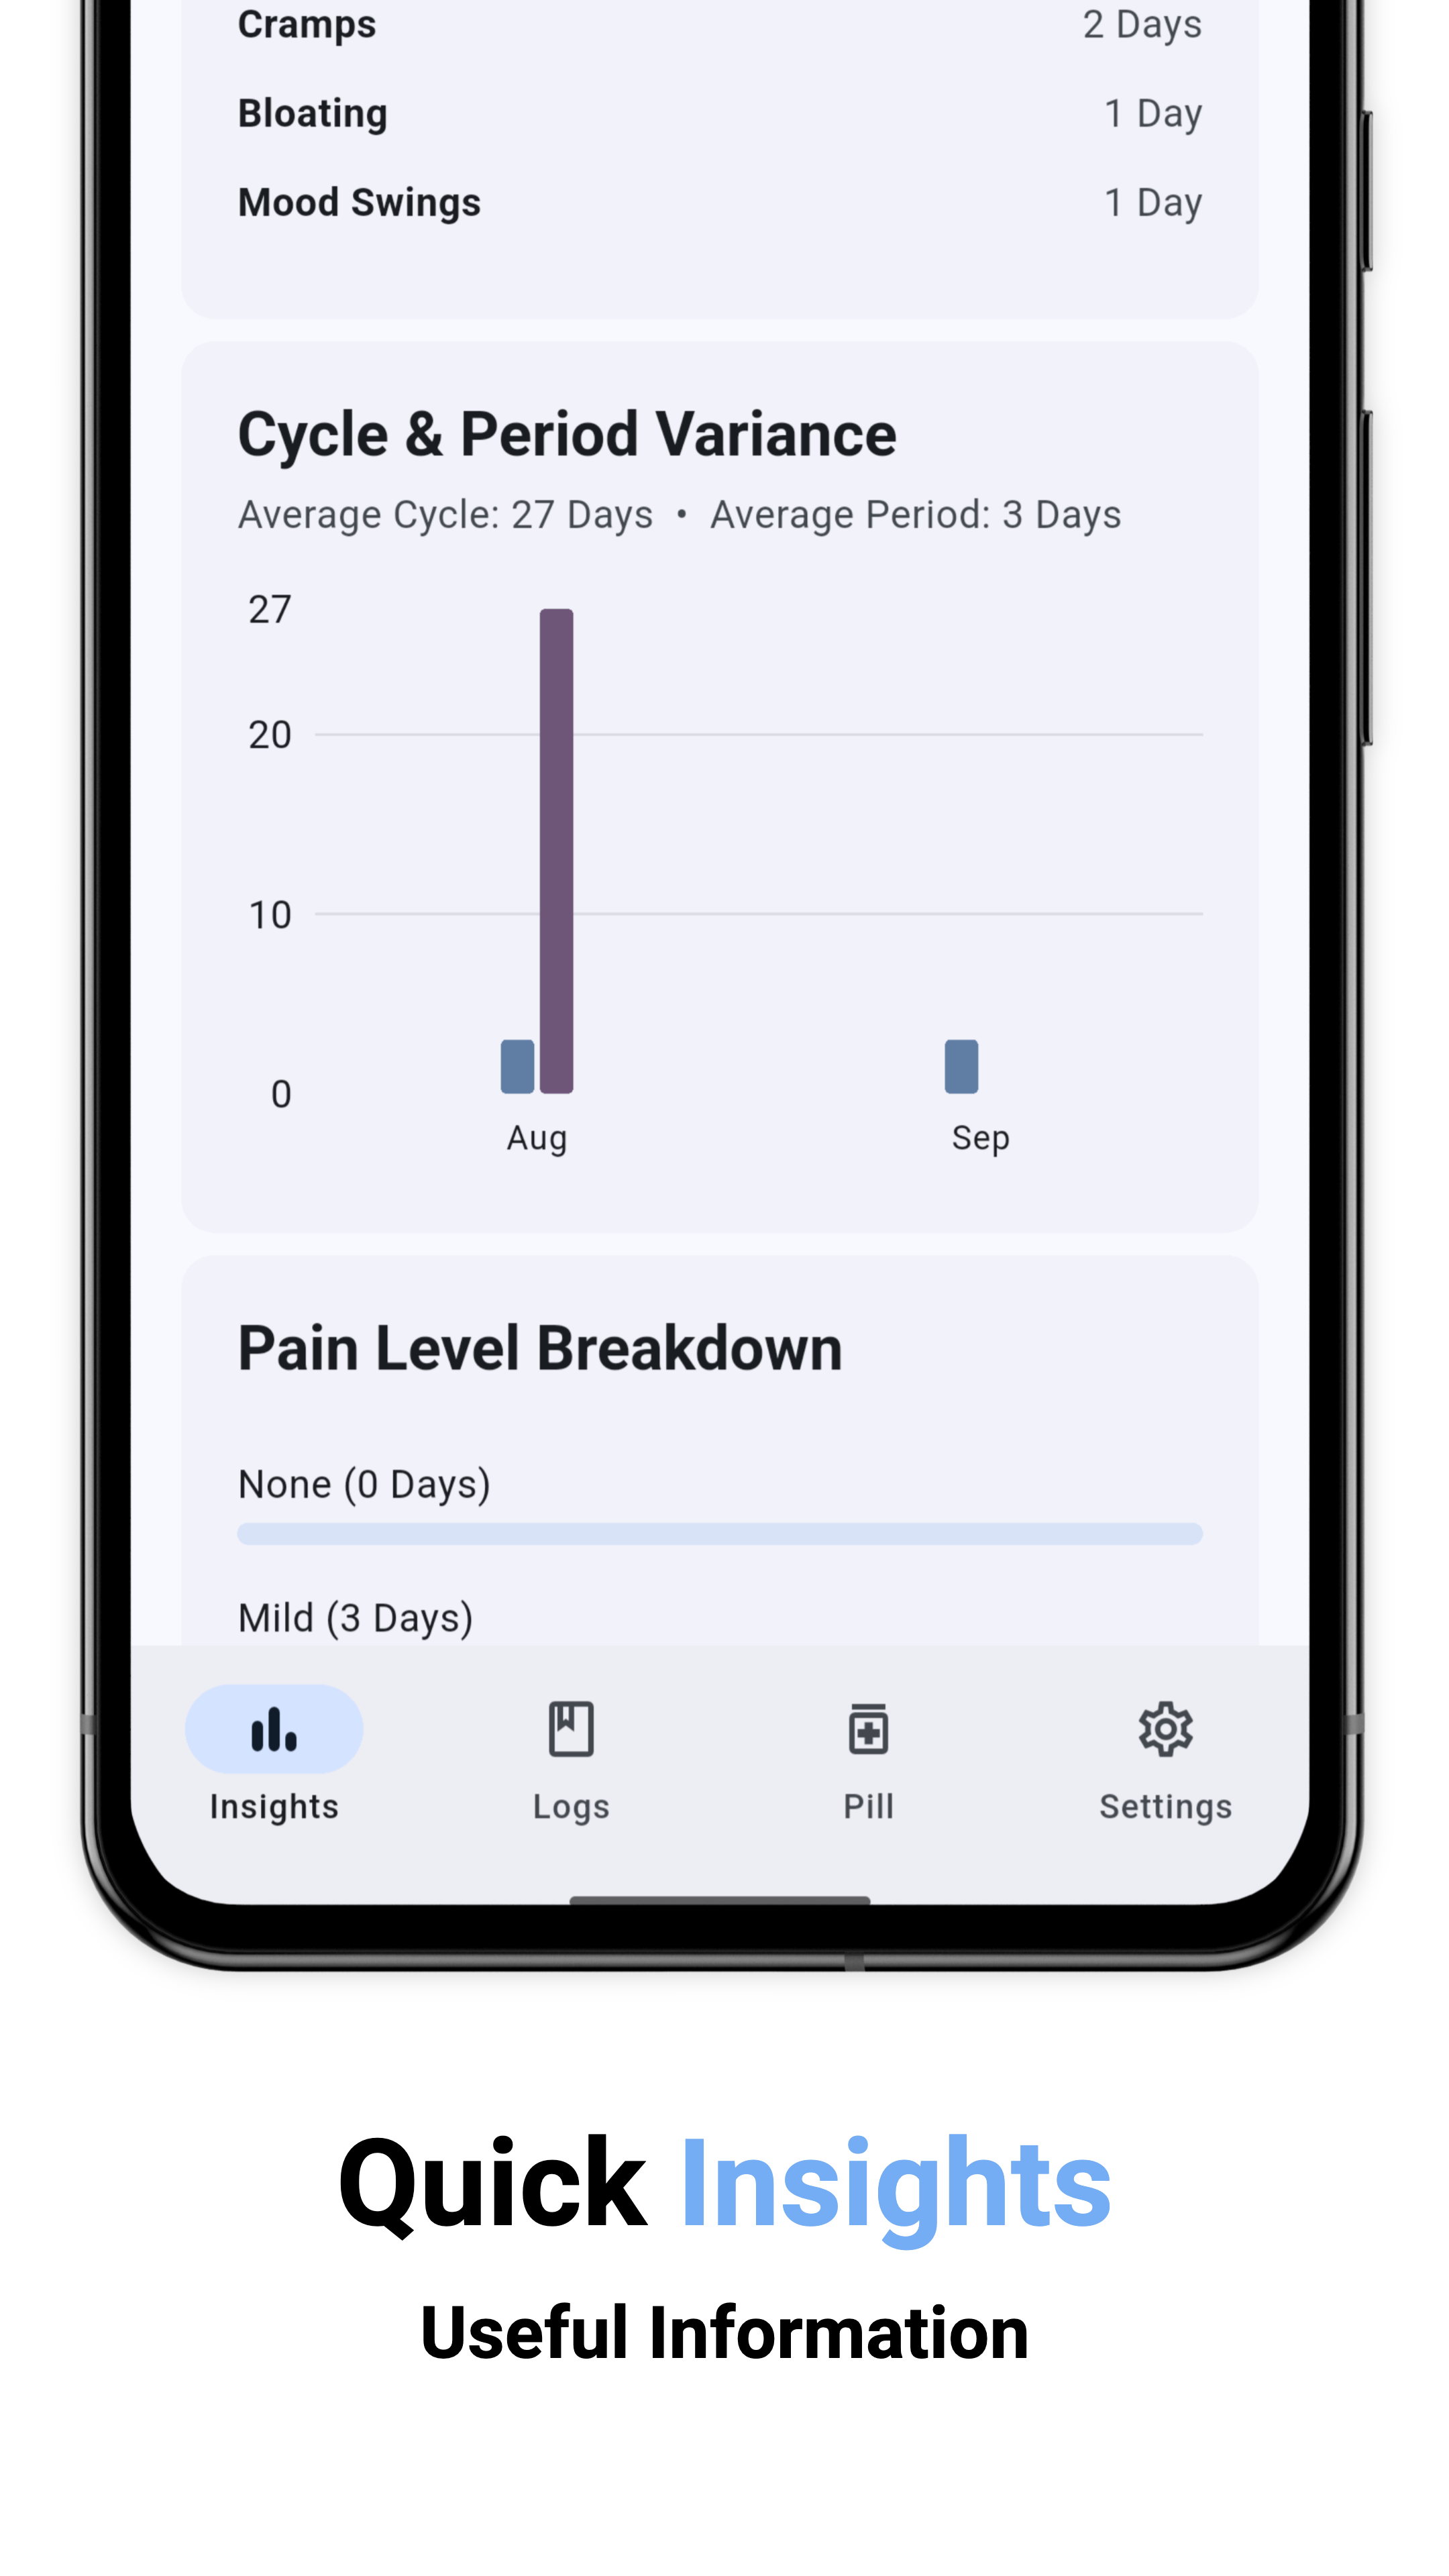 Cramps 2 Days
Bloating 1 Day
Mood Swings 1 Day
Cycle & Period Variance
Average Cycle: 27 Days • Average Period: 3 Days
27
20
10
0
Aug Sep
Pain Level Breakdown
None (0 Days)
Mild (3 Days)
Insights Logs Pill Settings
Quick Insights
Useful Information